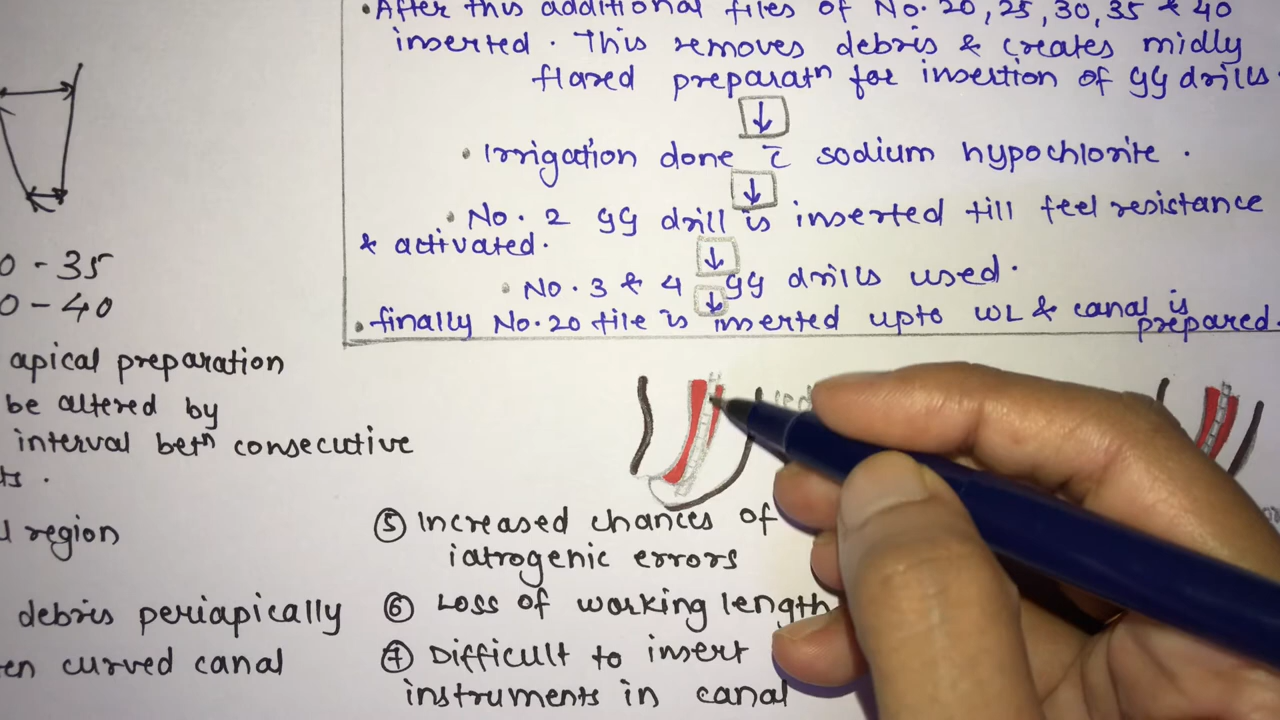 • After this additional files of No. 20, 25, 30, 35 & 40
inserted. This removes debris & creates midly
flared preparatn for insertion of gg drills.
↓
• Irrigation done c̄ sodium hypochlorite.
↓
• No. 2 gg drill is inserted till feel resistance
& activated.
↓
• No. 3 & 4 gg drills used.
↓
• finally No. 20 file is inserted upto WL & canal is
prepared.
0 - 35
0 - 40
apical preparation
be altered by
interval betn consecutive
ts.
l region
debris periapically
en curved canal
⑤ Increased chances of
iatrogenic errors
⑥ Loss of working length
⑦ Difficult to insert
instruments in canal